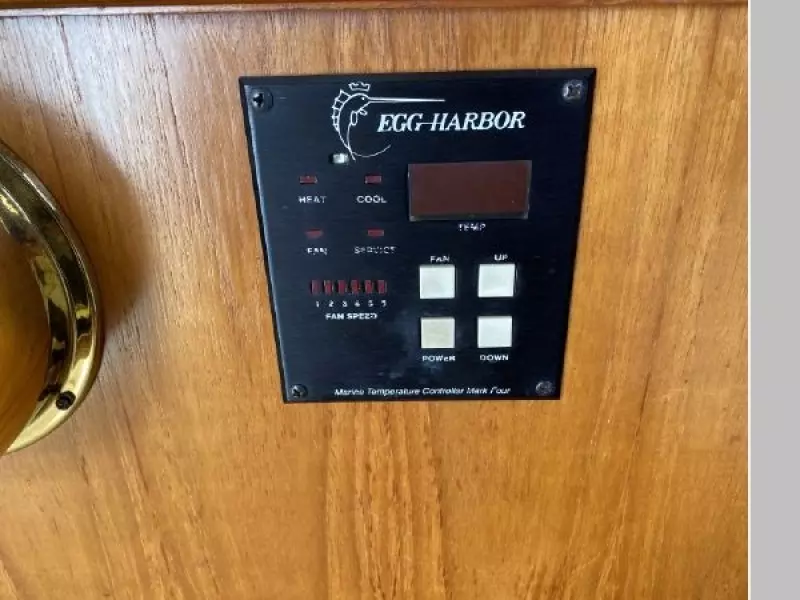 EGG HARBOR
HEAT COOL
TEMP
FAN SERVICE
FAN UP
1 2 3 4 5
FAN SPEED
POWER DOWN
Marine Temperature Controller Mark Four